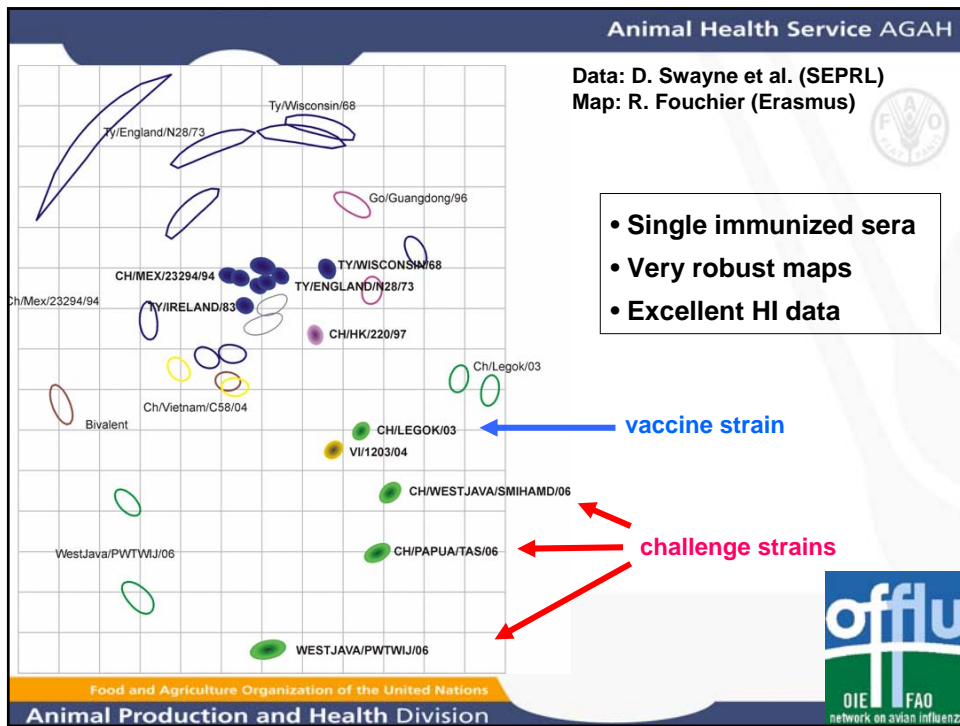 Animal Health Service AGAH
Data: D. Swayne et al. (SEPRL)
Map: R. Fouchier (Erasmus)
FAO
FIAT PANIS
Ty/Wisconsin/68
Ty/England/N28/73
Go/Guangdong/96
• Single immunized sera
• Very robust maps
• Excellent HI data
TY/WISCONSIN/68
CH/MEX/23294/94
TY/ENGLAND/N28/73
Ch/Mex/23294/94
TY/IRELAND/83
CH/HK/220/97
Ch/Legok/03
Ch/Vietnam/C58/04
Bivalent
CH/LEGOK/03
vaccine strain
VI/1203/04
CH/WESTJAVA/SMIHAMD/06
WestJava/PWTWIJ/06
CH/PAPUA/TAS/06
challenge strains
WESTJAVA/PWTWIJ/06
offlu
OIE FAO
network on avian influenz
Food and Agriculture Organization of the United Nations
Animal Production and Health Division